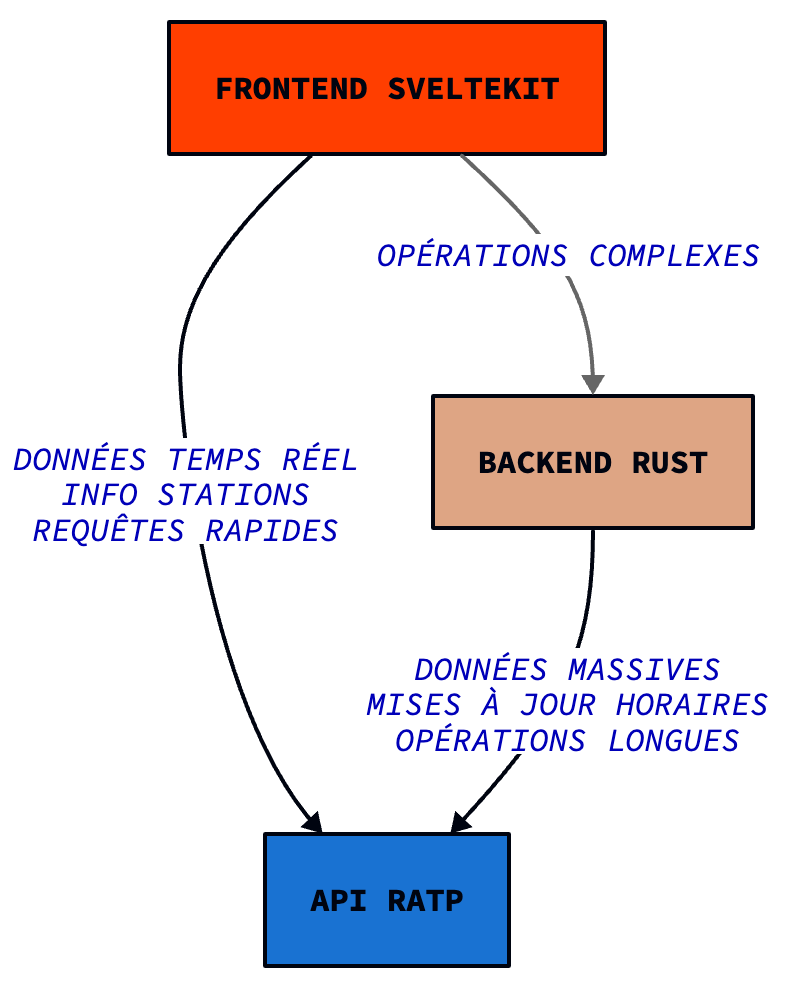 FRONTEND SVELTEKIT
OPÉRATIONS COMPLEXES
DONNÉES TEMPS RÉEL
INFO STATIONS
REQUÊTES RAPIDES
BACKEND RUST
DONNÉES MASSIVES
MISES À JOUR HORAIRES
OPÉRATIONS LONGUES
API RATP